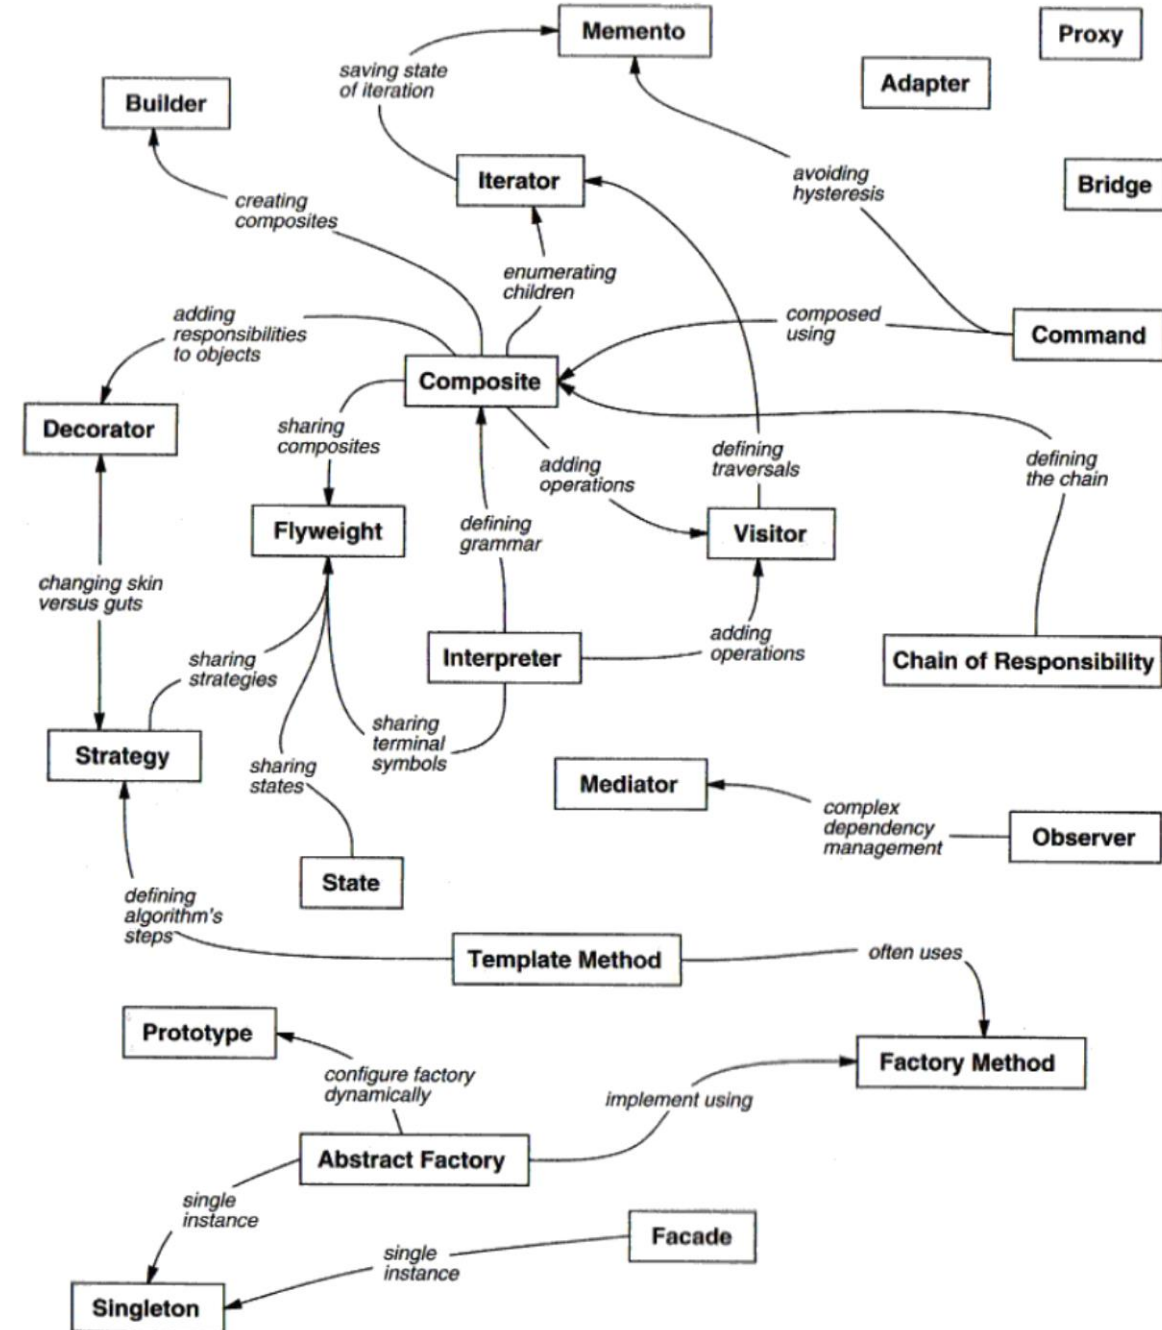 Memento
Proxy
saving state
of iteration
Adapter
Builder
Iterator
avoiding
hysteresis
Bridge
creating
composites
enumerating
children
adding
responsibilities
to objects
composed
using
Command
Composite
Decorator
sharing
composites
adding
operations
defining
traversals
defining
the chain
Flyweight
defining
grammar
Visitor
changing skin
versus guts
sharing
strategies
Interpreter
adding
operations
Chain of Responsibility
Strategy
sharing
states
sharing
terminal
symbols
Mediator
complex
dependency
management
Observer
State
defining
algorithm's
steps
Template Method
often uses
Prototype
configure factory
dynamically
implement using
Factory Method
Abstract Factory
single
instance
Facade
single
instance
Singleton